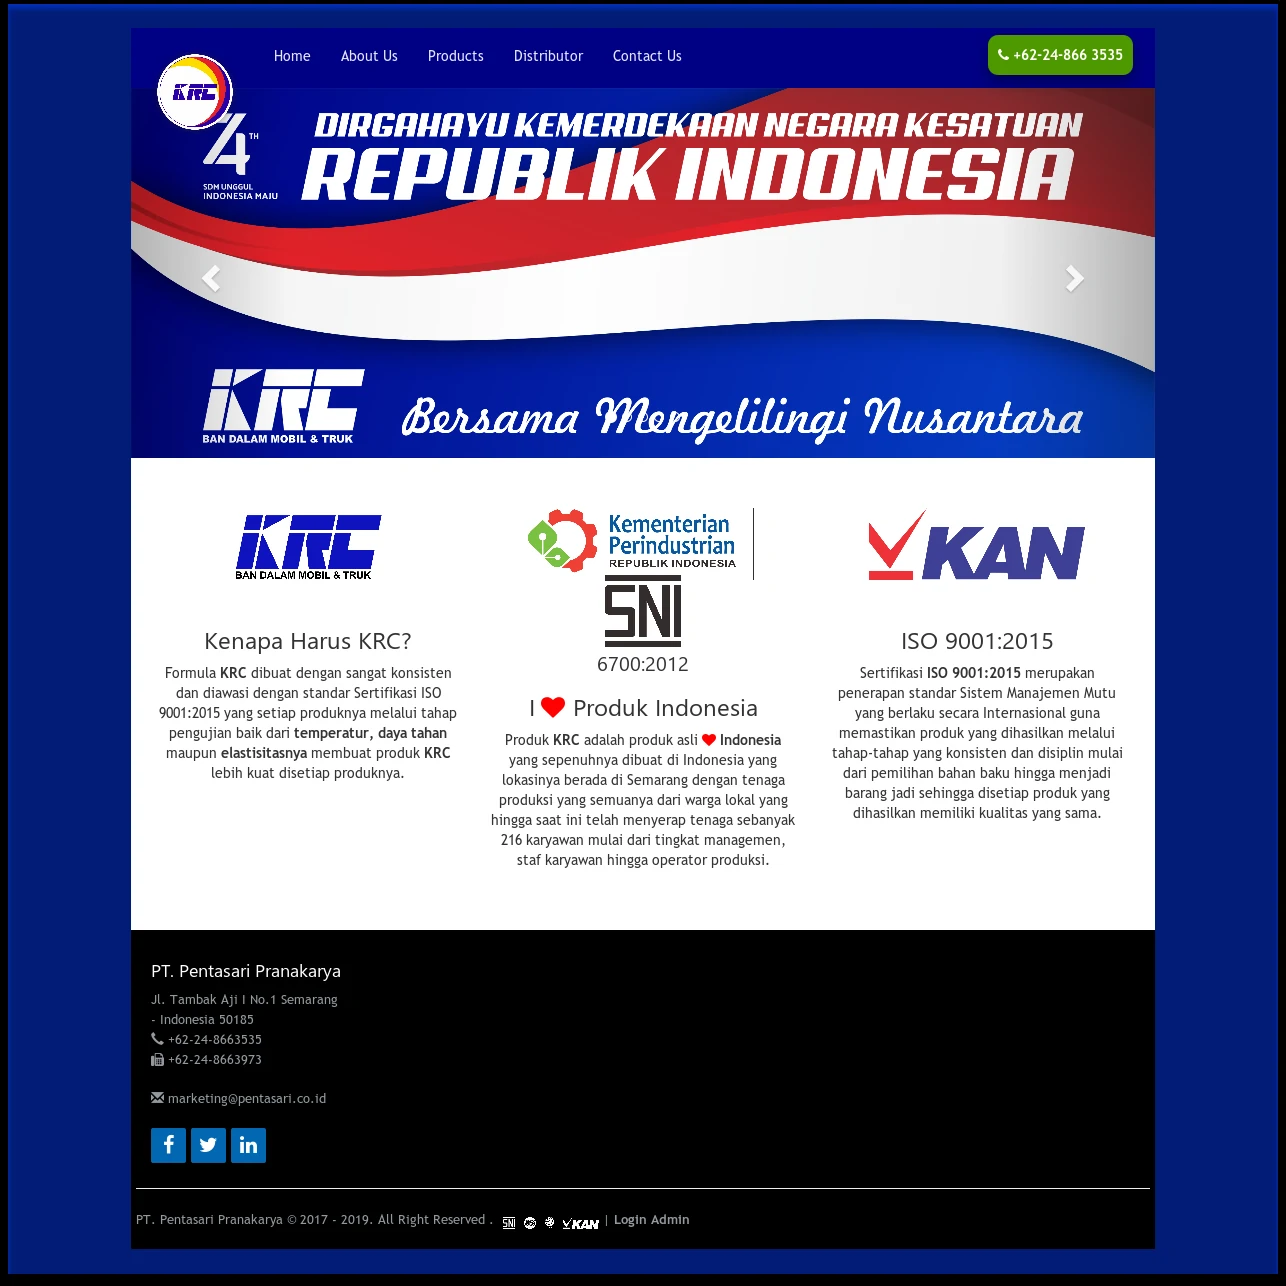 Home
About Us
Products
Distributor
Contact Us
+62-24-866 3535
KRC
74TH
SDM UNGGUL
INDONESIA MAJU
DIRGAHAYU KEMERDEKAAN NEGARA KESATUAN
REPUBLIK INDONESIA
KRC
BAN DALAM MOBIL & TRUK
Bersama Mengelilingi Nusantara
KRC
BAN DALAM MOBIL & TRUK
Kenapa Harus KRC?
Formula KRC dibuat dengan sangat konsisten
dan diawasi dengan standar Sertifikasi ISO
9001:2015 yang setiap produknya melalui tahap
pengujian baik dari temperatur, daya tahan
maupun elastisitasnya membuat produk KRC
lebih kuat disetiap produknya.
Kementerian
Perindustrian
REPUBLIK INDONESIA
SNI
6700:2012
I ❤ Produk Indonesia
Produk KRC adalah produk asli ❤ Indonesia
yang sepenuhnya dibuat di Indonesia yang
lokasinya berada di Semarang dengan tenaga
produksi yang semuanya dari warga lokal yang
hingga saat ini telah menyerap tenaga sebanyak
216 karyawan mulai dari tingkat managemen,
staf karyawan hingga operator produksi.
KAN
ISO 9001:2015
Sertifikasi ISO 9001:2015 merupakan
penerapan standar Sistem Manajemen Mutu
yang berlaku secara Internasional guna
memastikan produk yang dihasilkan melalui
tahap-tahap yang konsisten dan disiplin mulai
dari pemilihan bahan baku hingga menjadi
barang jadi sehingga disetiap produk yang
dihasilkan memiliki kualitas yang sama.
PT. Pentasari Pranakarya
Jl. Tambak Aji I No.1 Semarang
- Indonesia 50185
+62-24-8663535
+62-24-8663973
marketing@pentasari.co.id
PT. Pentasari Pranakarya © 2017 - 2019. All Right Reserved . SNI KAN | Login Admin